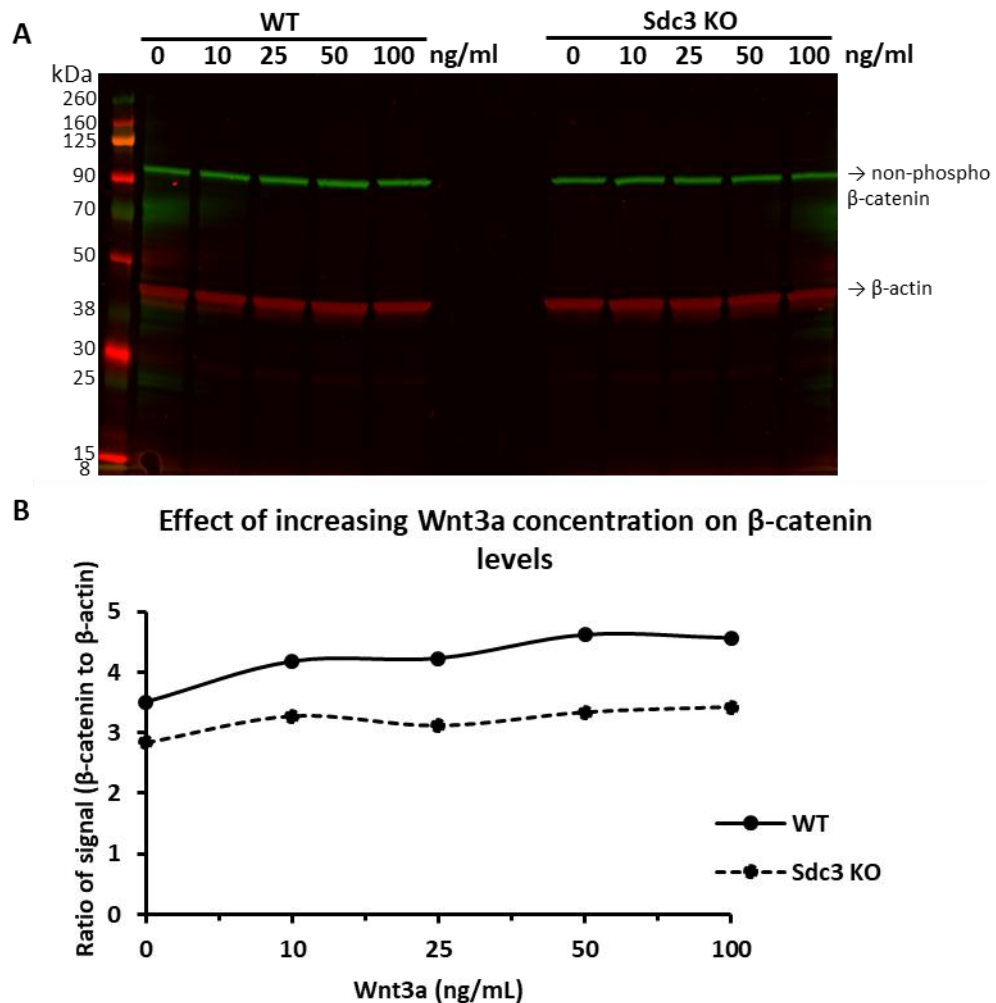 A
WT
Sdc3 KO
0 10 25 50 100 ng/ml
0 10 25 50 100 ng/ml
kDa
260
160
125
90
70
50
38
30
25
15
8
→ non-phospho
β-catenin
→ β-actin
B
Effect of increasing Wnt3a concentration on β-catenin
levels
Ratio of signal (β-catenin to β-actin)
5
4
3
2
1
0
0 10 25 50 100
Wnt3a (ng/mL)
WT
Sdc3 KO